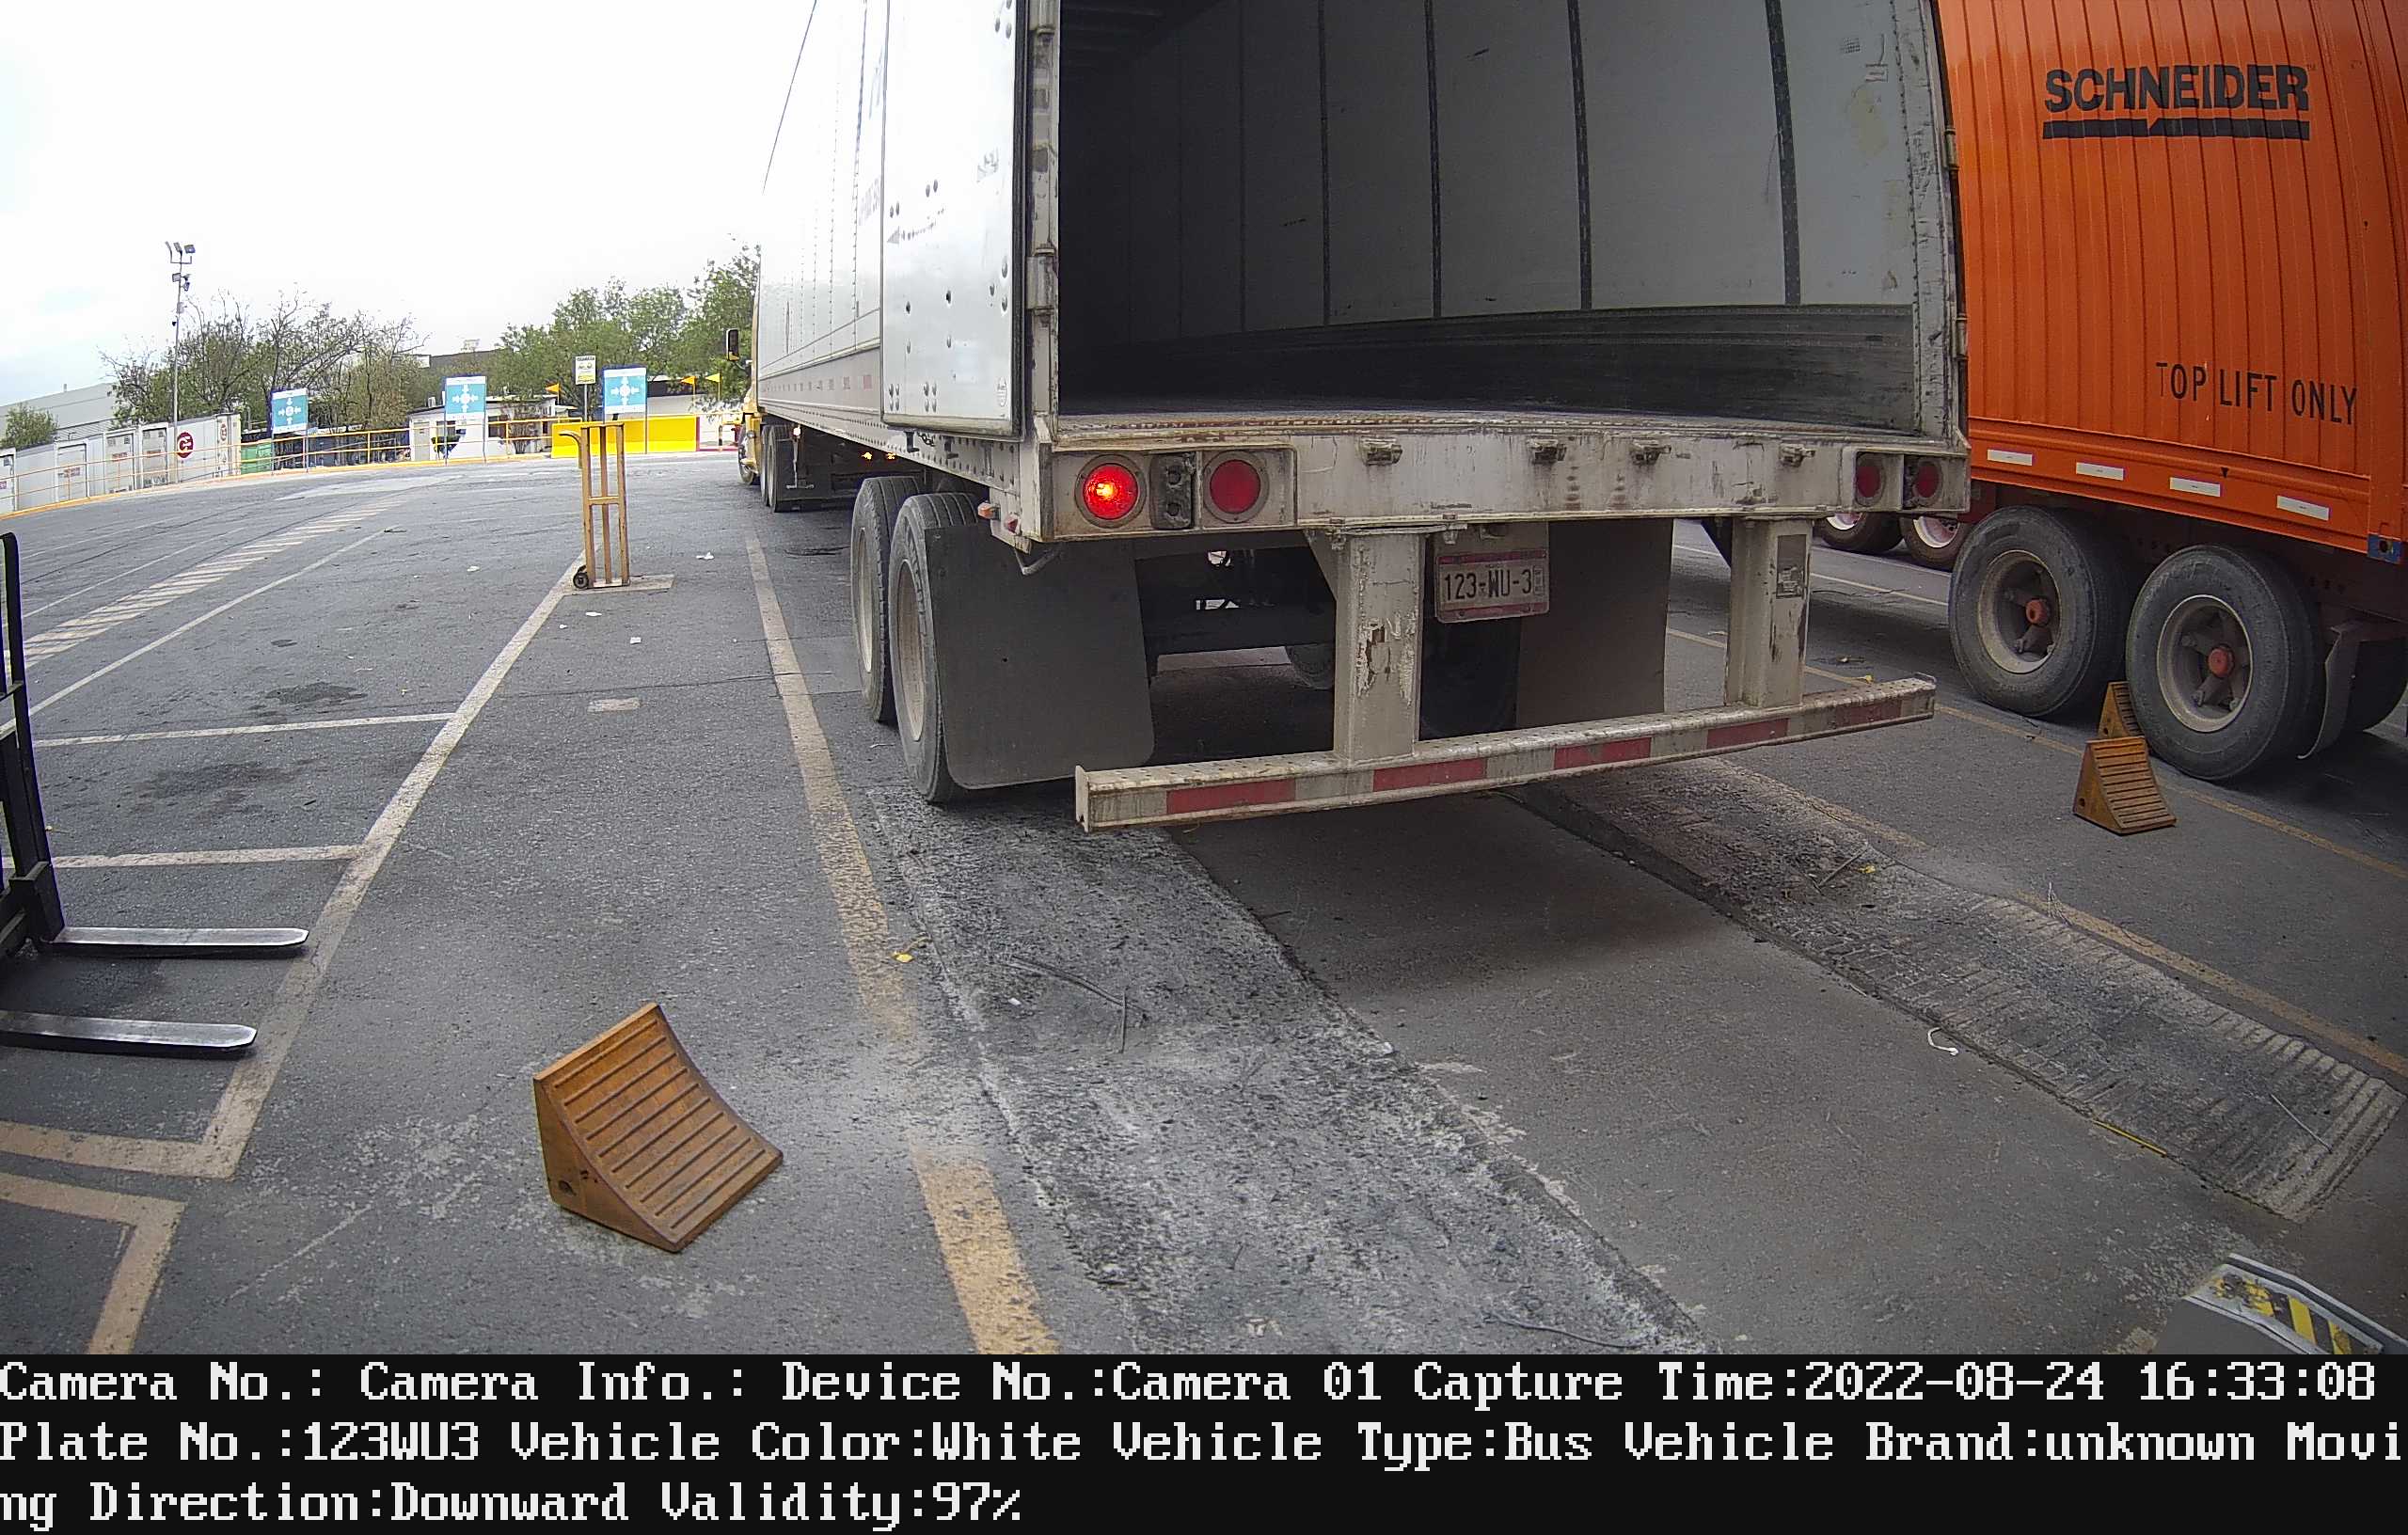 SCHNEIDER
TOP LIFT ONLY
123-WU-3
Camera No.: Camera Info.: Device No.:Camera 01 Capture Time:2022-08-24 16:33:08
Plate No.:123WU3 Vehicle Color:White Vehicle Type:Bus Vehicle Brand:unknown Movi
ng Direction:Downward Validity:97%